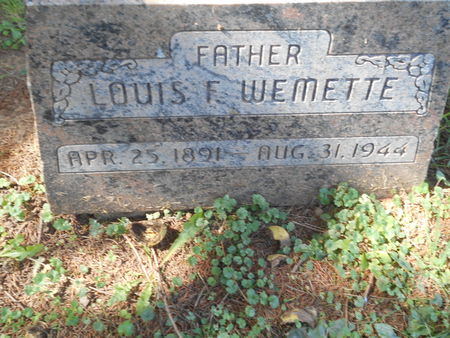 FATHER
LOUIS F. WEMETTE
APR. 25, 1891 - AUG. 31, 1944